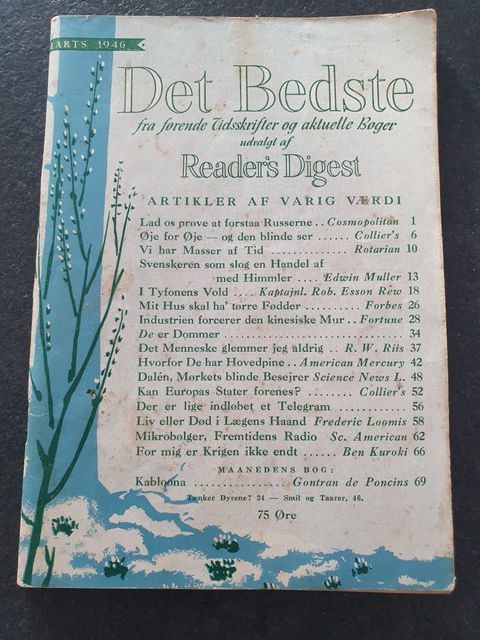 MARTS 1946
Det Bedste
fra førende Tidsskrifter og aktuelle Bøger
udvalgt af
Reader's Digest
ARTIKLER AF VARIG VÆRDI
Lad os prøve at forstaa Russerne .. Cosmopolitan 1
Øje for Øje — og den blinde ser ...... Collier's 6
Vi har Masser af Tid .............. Rotarian 10
Svenskeren som slog en Handel af
med Himmler .... Edwin Muller 13
I Tyfonens Vold .... Kaptajnl. Rob. Esson Rew 18
Mit Hus skal ha' tørre Fødder .......... Forbes 26
Industrien forcerer den kinesiske Mur .. Fortune 28
De er Dommer .................... 34
Det Menneske glemmer jeg aldrig .. R. W. Riis 37
Hvorfor De har Hovedpine .. American Mercury 42
Dalén, Mørkets blinde Besejrer Science News L. 48
Kan Europas Stater forenes? ........ Collier's 52
Der er lige indløbet et Telegram ........... 56
Liv eller Død i Lægens Haand Frederic Loomis 58
Mikrobølger, Fremtidens Radio Sc. American 62
For mig er Krigen ikke endt ...... Ben Kuroki 66
MAANEDENS BOG:
Kabloona .................. Gontran de Poncins 69
Tænker Dyrene? 24 — Smil og Taarer, 46.
75 Øre